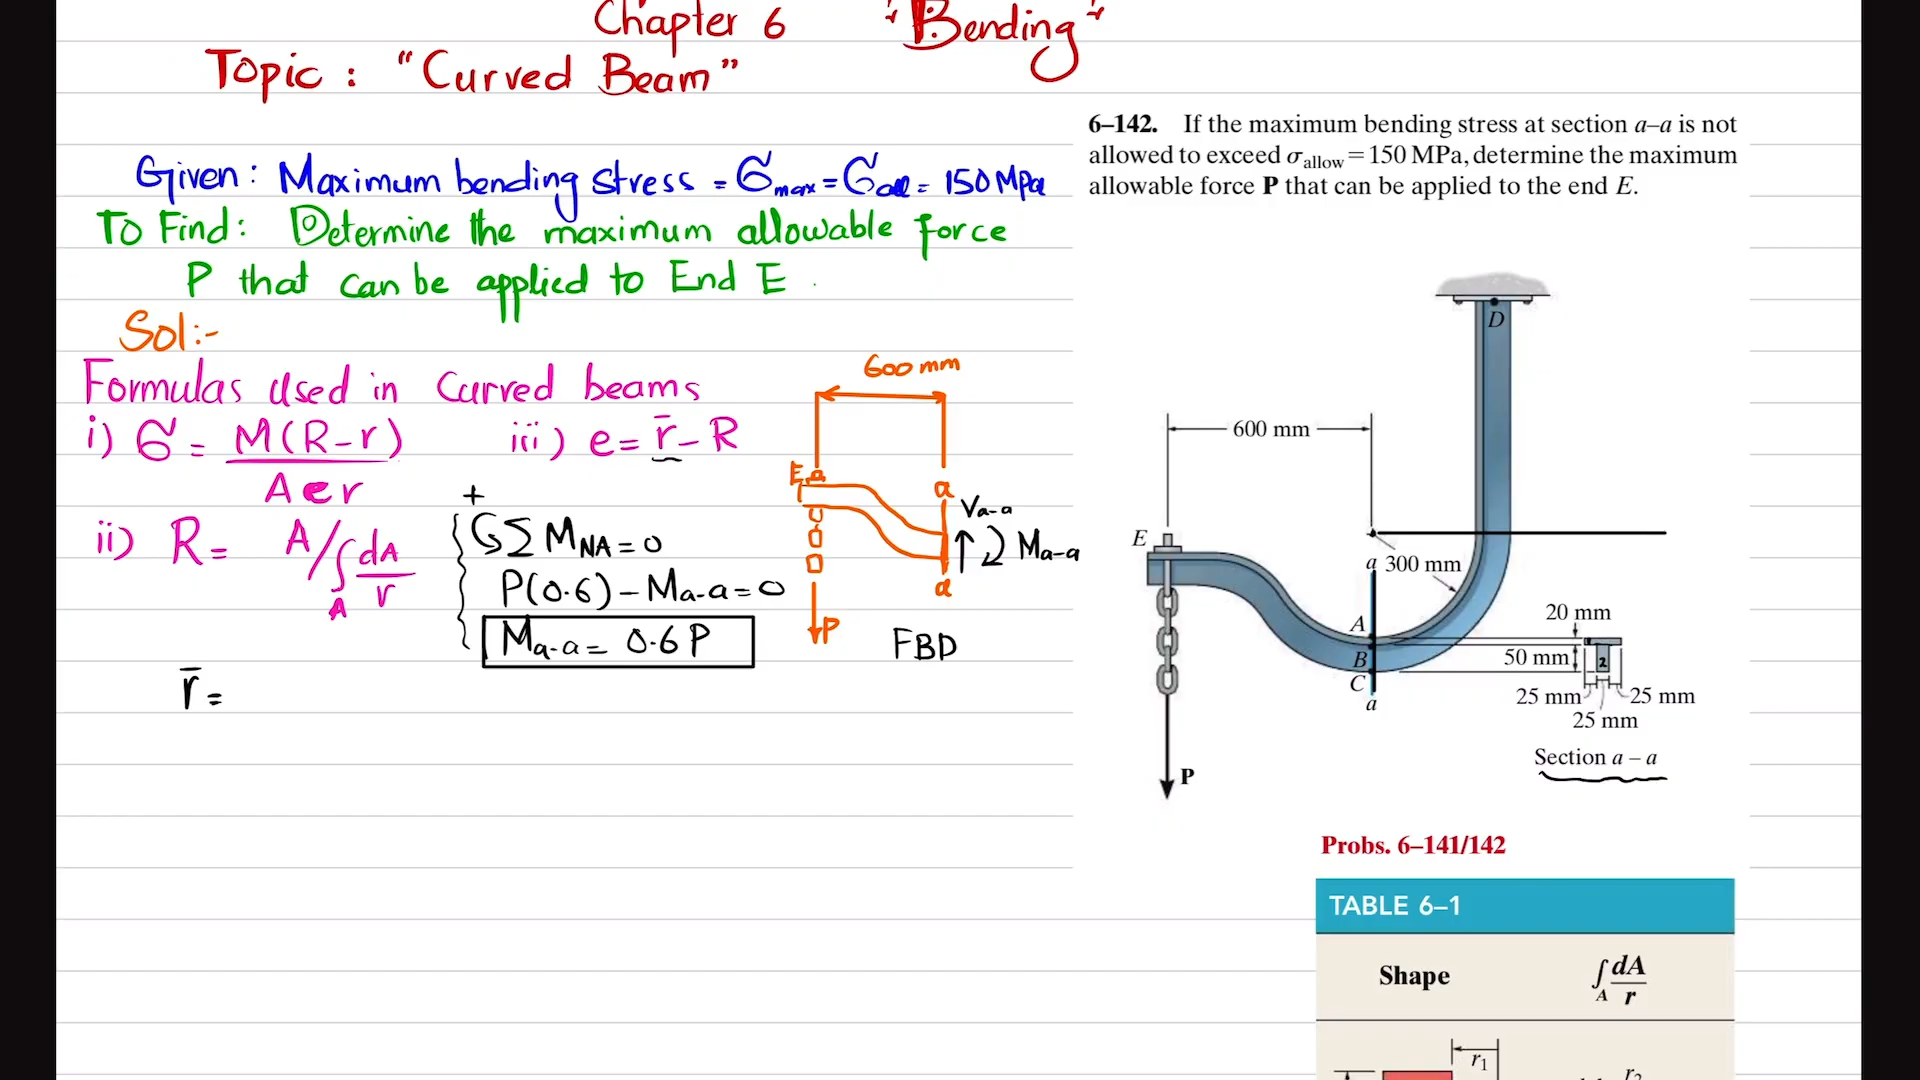 Chapter 6 "Bending"
Topic : "Curved Beam"
Given : Maximum bending stress = σmax = σall = 150 MPa
To Find : Determine the maximum allowable force
P that can be applied to End E .
Sol:-
Formulas used in Curved beams
i) σ = M(R-r) / Aer
iii) e = r̄ - R
ii) R = A/∫A dA/r
+
↺ΣMNA = 0
P(0.6) - Ma-a = 0
Ma-a = 0.6 P
r̄ =
600 mm
E
a
a
Va-a
Ma-a
a
P
FBD
6–142. If the maximum bending stress at section a–a is not
allowed to exceed σallow = 150 MPa, determine the maximum
allowable force P that can be applied to the end E.
D
600 mm
E
a 300 mm
A
20 mm
B
50 mm
2
C
a
25 mm
25 mm
25 mm
Section a – a
P
Probs. 6–141/142
TABLE 6–1
Shape
∫A dA/r
r1
r2